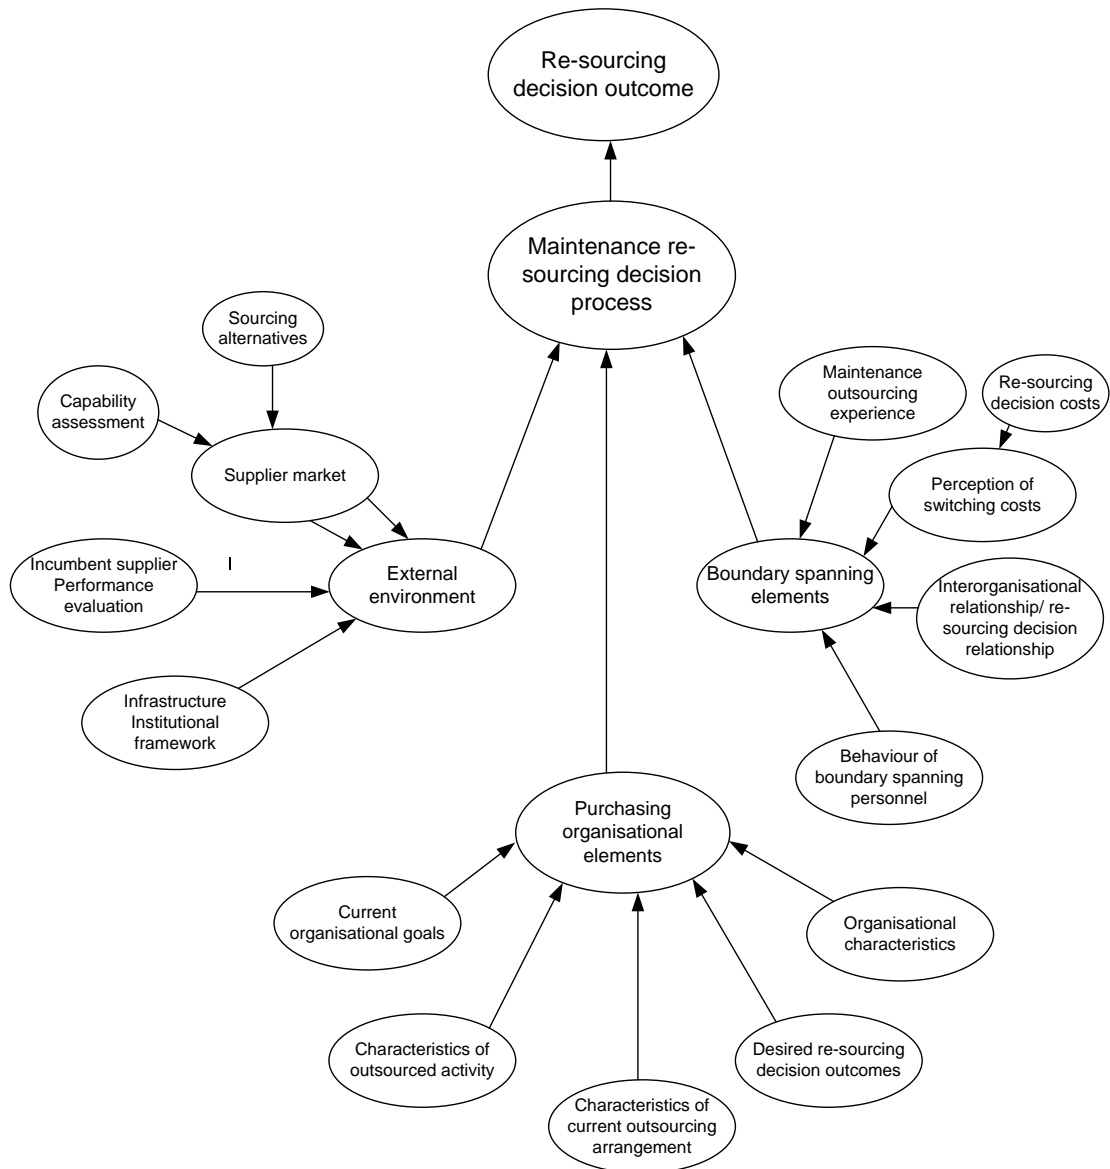 Re-sourcing
decision outcome
Maintenance re-
sourcing decision
process
Sourcing
alternatives
Capability
assessment
Supplier market
Incumbent supplier
Performance
evaluation
I
External
environment
Infrastructure
Institutional
framework
Maintenance
outsourcing
experience
Re-sourcing
decision costs
Perception of
switching costs
Boundary spanning
elements
Interorganisational
relationship/ re-
sourcing decision
relationship
Behaviour of
boundary spanning
personnel
Purchasing
organisational
elements
Current
organisational goals
Organisational
characteristics
Characteristics of
outsourced activity
Desired re-sourcing
decision outcomes
Characteristics of
current outsourcing
arrangement